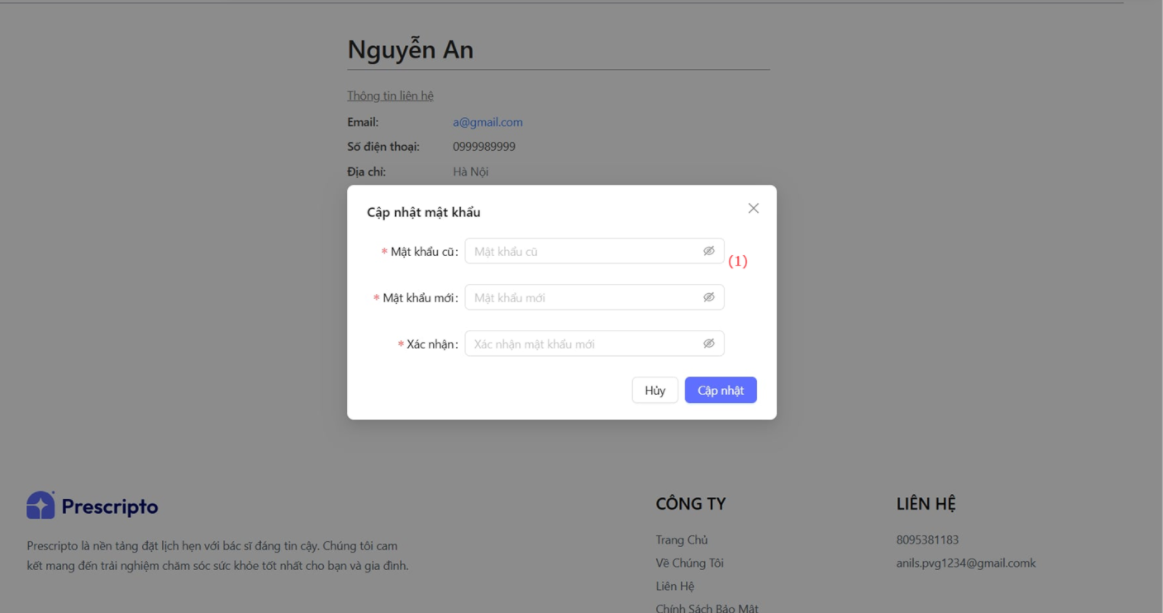 Nguyễn An
Thông tin liên hệ
Email: a@gmail.com
Số điện thoại: 0999989999
Địa chỉ: Hà Nội
Cập nhật mật khẩu
* Mật khẩu cũ: Mật khẩu cũ
(1)
* Mật khẩu mới: Mật khẩu mới
* Xác nhận: Xác nhận mật khẩu mới
Hủy Cập nhật
Prescripto
Prescripto là nền tảng đặt lịch hẹn với bác sĩ đáng tin cậy. Chúng tôi cam
kết mang đến trải nghiệm chăm sóc sức khỏe tốt nhất cho bạn và gia đình.
CÔNG TY
Trang Chủ
Về Chúng Tôi
Liên Hệ
Chính Sách Bảo Mật
LIÊN HỆ
8095381183
anils.pvg1234@gmail.comk